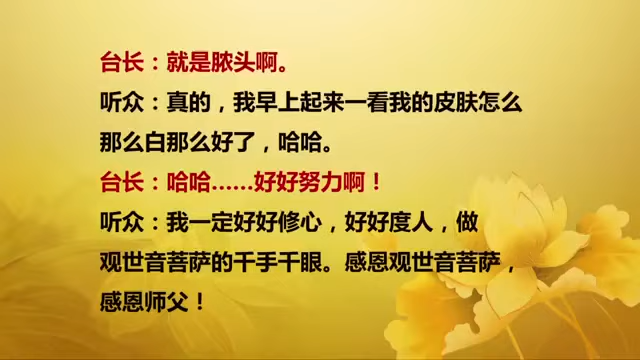 台长：就是脓头啊。
听众：真的，我早上起来一看我的皮肤怎么
那么白那么好了，哈哈。
台长：哈哈……好好努力啊！
听众：我一定好好修心，好好度人，做
观世音菩萨的千手千眼。感恩观世音菩萨，
感恩师父！